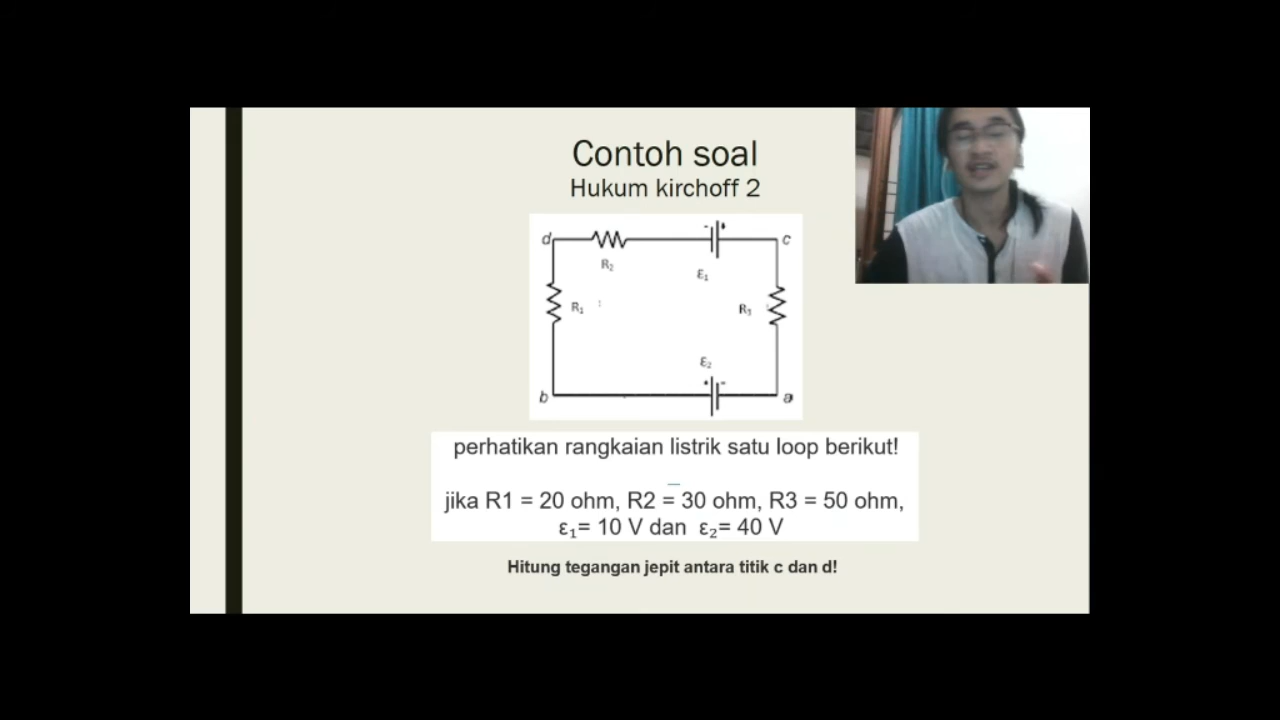 Contoh soal
Hukum kirchoff 2
d
R₂
- +
ε₁
c
R₁
R₃
ε₂
+ -
b
a
perhatikan rangkaian listrik satu loop berikut!
jika R1 = 20 ohm, R2 = 30 ohm, R3 = 50 ohm,
ε₁= 10 V dan ε₂= 40 V
Hitung tegangan jepit antara titik c dan d!